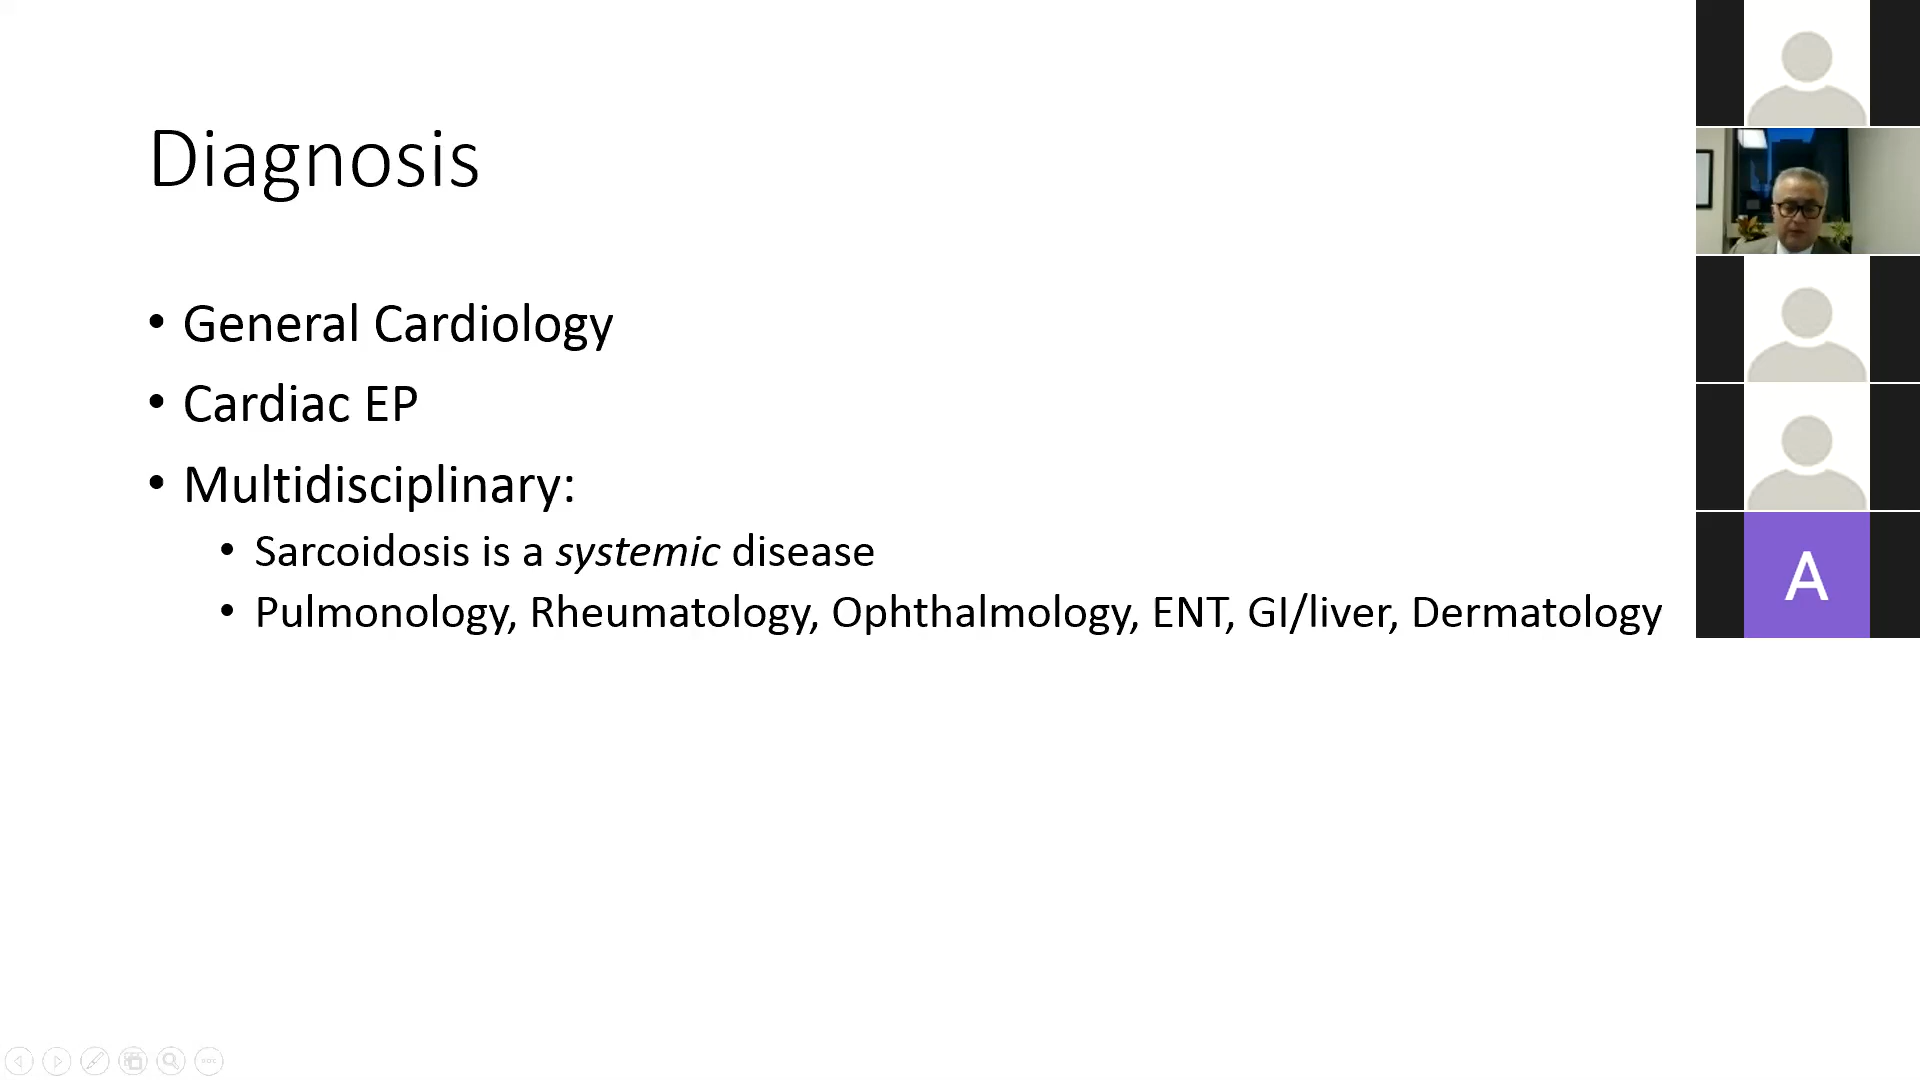 Diagnosis
• General Cardiology
• Cardiac EP
• Multidisciplinary:
• Sarcoidosis is a systemic disease
• Pulmonology, Rheumatology, Ophthalmology, ENT, GI/liver, Dermatology
A